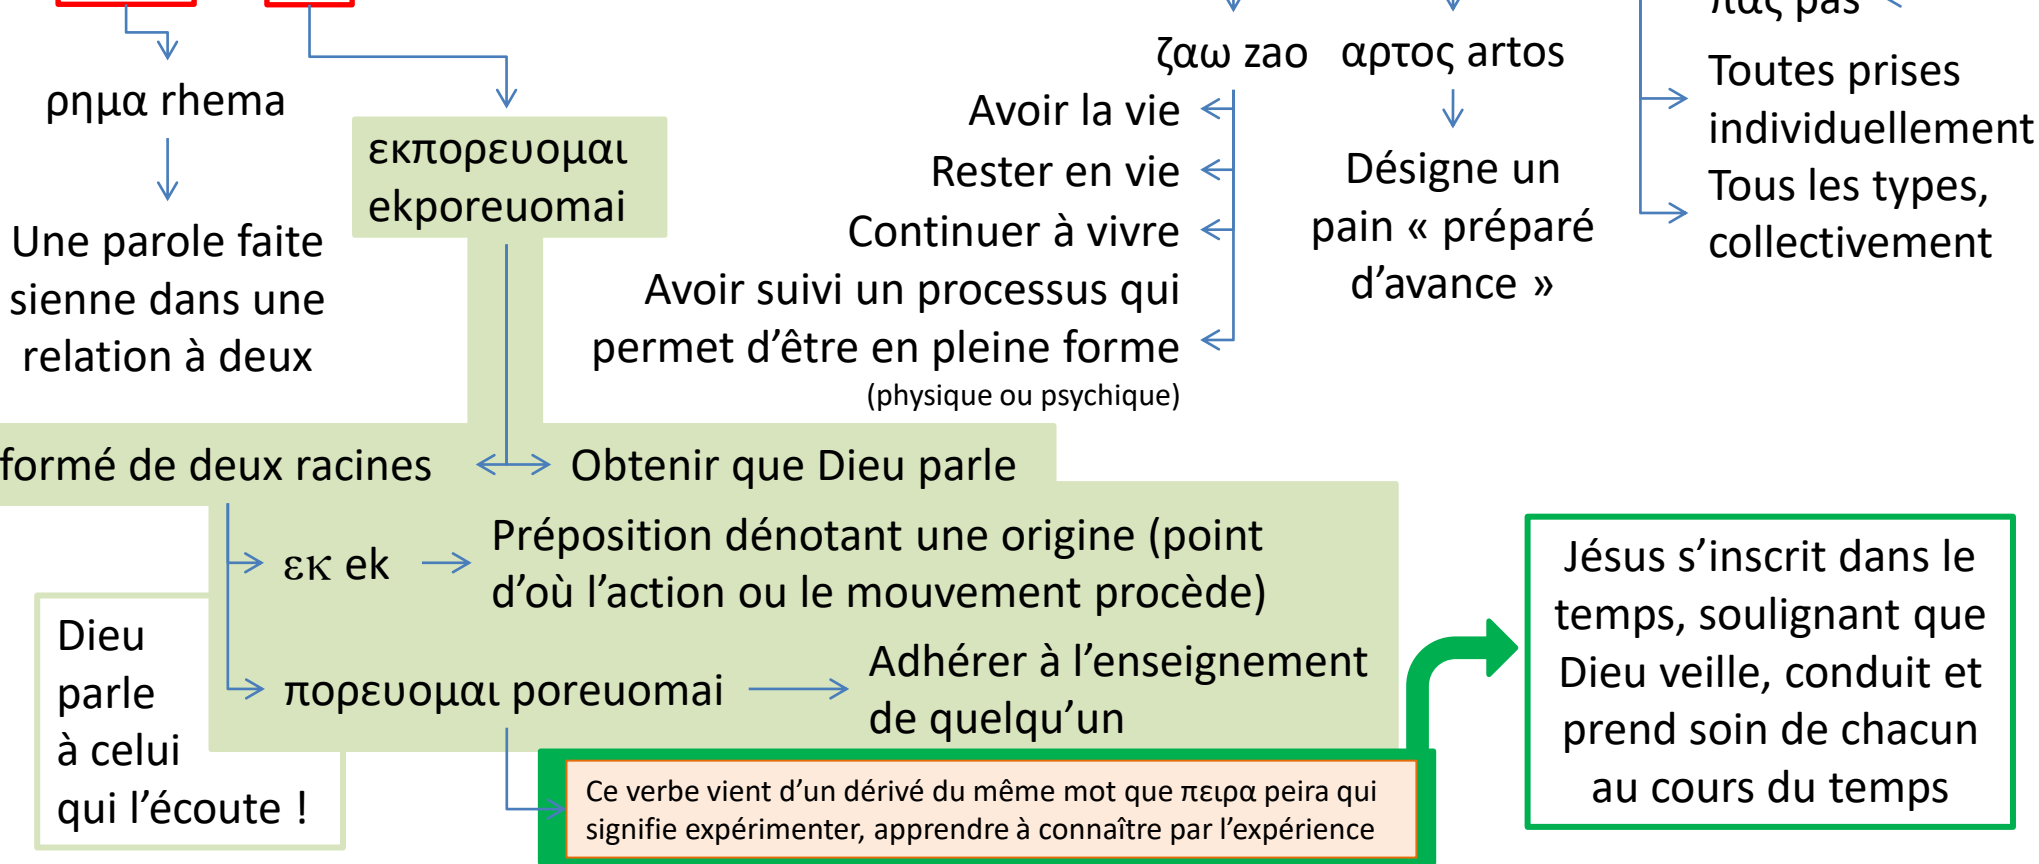 πας pas
ζαω zao
αρτος artos
Toutes prises
individuellement
Tous les types,
collectivement
ρημα rhema
Une parole faite
sienne dans une
relation à deux
εκπορευομαι
ekporeuomai
Avoir la vie
Rester en vie
Continuer à vivre
Avoir suivi un processus qui
permet d'être en pleine forme
(physique ou psychique)
Désigne un
pain « préparé
d'avance »
formé de deux racines
Obtenir que Dieu parle
εκ ek
Préposition dénotant une origine (point
d'où l'action ou le mouvement procède)
πορευομαι poreuomai
Adhérer à l'enseignement
de quelqu'un
Dieu
parle
à celui
qui l'écoute !
Ce verbe vient d'un dérivé du même mot que πειρα peira qui
signifie expérimenter, apprendre à connaître par l'expérience
Jésus s'inscrit dans le
temps, soulignant que
Dieu veille, conduit et
prend soin de chacun
au cours du temps